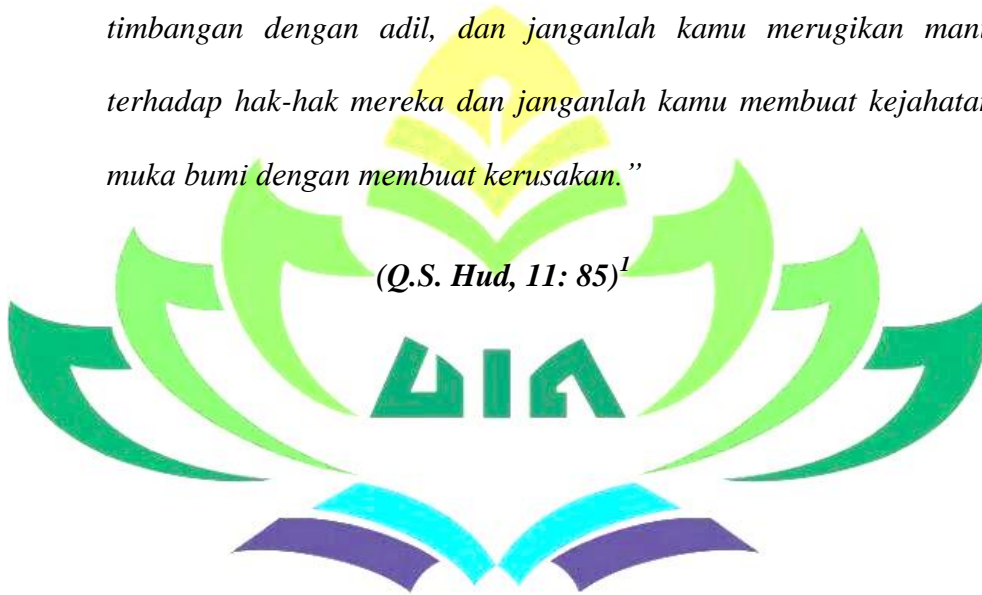 timbangan dengan adil, dan janganlah kamu merugikan
terhadap hak-hak mereka dan janganlah kamu membuat
muka bumi dengan membuat kerusakan.”
(Q.S. Hud, 11: 85)1
UIN